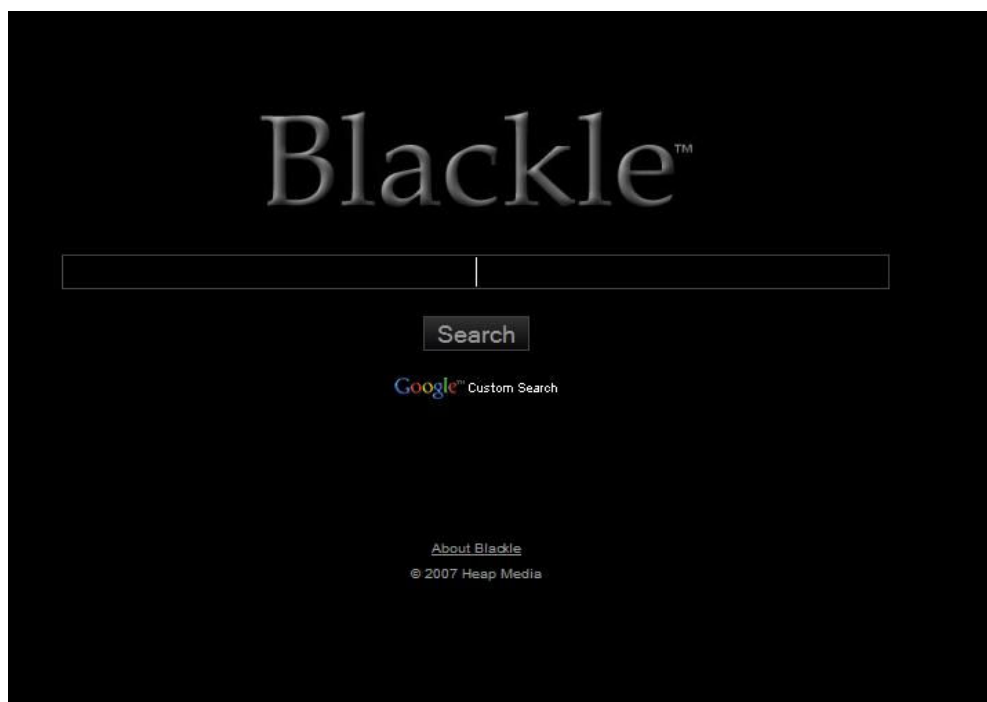 Blackle™
Search
Google™ Custom Search
About Blackle
© 2007 Heap Media